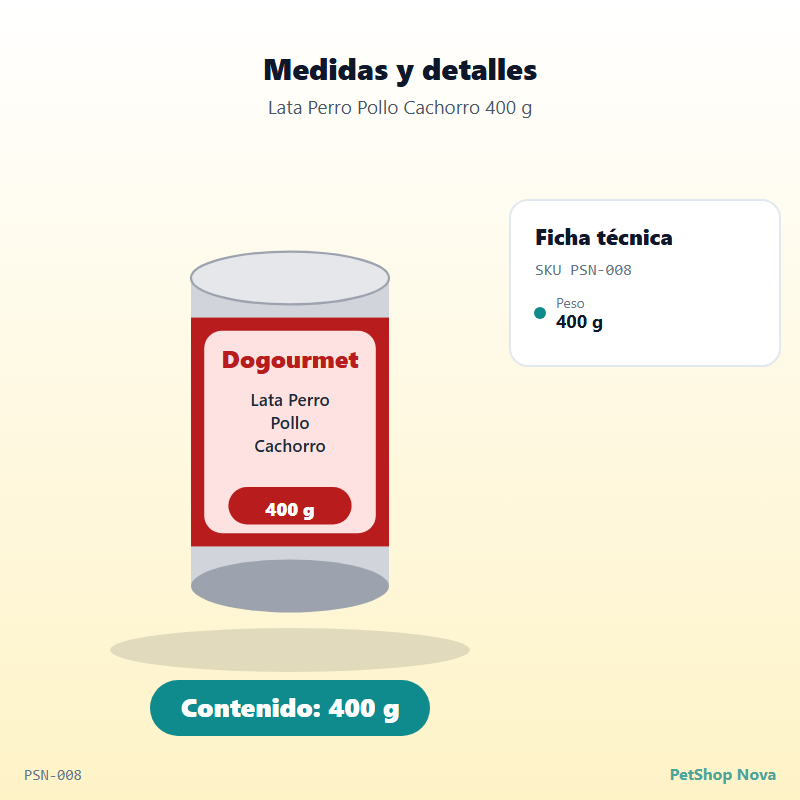 Medidas y detalles
Lata Perro Pollo Cachorro 400 g
Ficha técnica
SKU PSN-008
Peso
400 g
Dogourmet
Lata Perro
Pollo
Cachorro
400 g
Contenido: 400 g
PSN-008
PetShop Nova